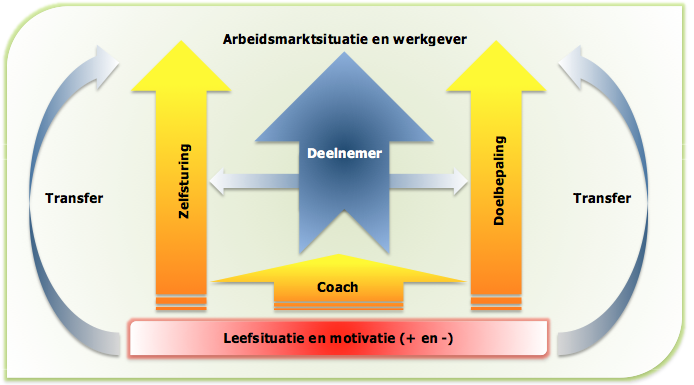 Arbeidsmarktsituatie en werkgever
Deelnemer
Zelfsturing
Doelbepaling
Transfer
Transfer
Coach
Leefsituatie en motivatie (+ en -)